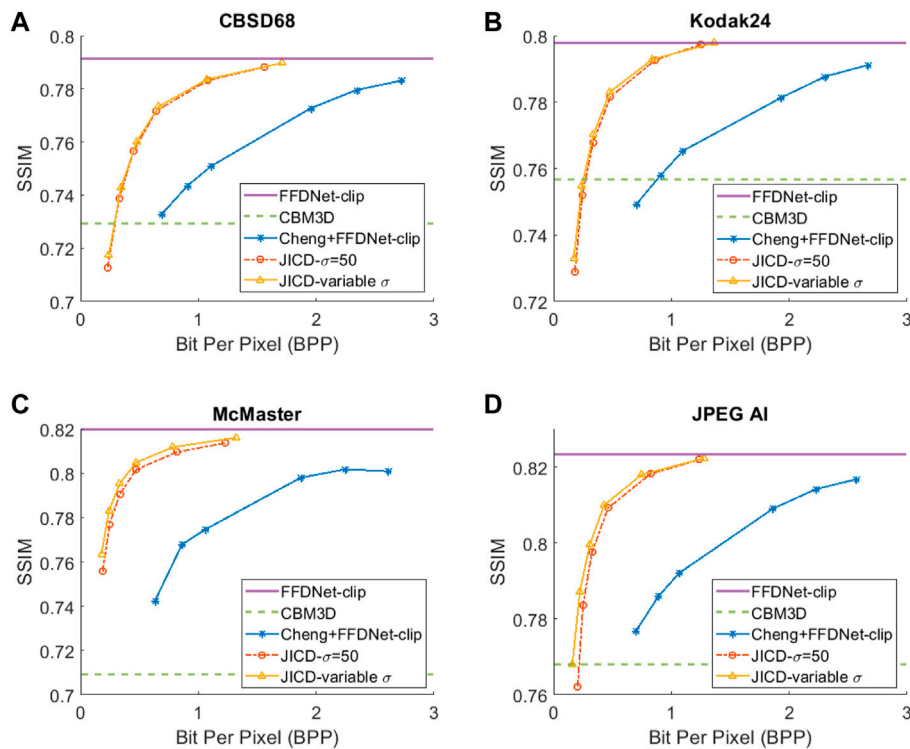 A
CBSD68
0.8
0.78
0.76
0.74
0.72
0.7
SSIM
FFDNet-clip
CBM3D
Cheng+FFDNet-clip
JICD-σ=50
JICD-variable σ
0
1
2
3
Bit Per Pixel (BPP)
B
Kodak24
0.8
0.78
0.76
0.74
0.72
SSIM
FFDNet-clip
CBM3D
Cheng+FFDNet-clip
JICD-σ=50
JICD-variable σ
0
1
2
3
Bit Per Pixel (BPP)
C
McMaster
0.82
0.8
0.78
0.76
0.74
0.72
0.7
SSIM
FFDNet-clip
CBM3D
Cheng+FFDNet-clip
JICD-σ=50
JICD-variable σ
0
1
2
3
Bit Per Pixel (BPP)
D
JPEG AI
0.82
0.8
0.78
0.76
SSIM
FFDNet-clip
CBM3D
Cheng+FFDNet-clip
JICD-σ=50
JICD-variable σ
0
1
2
3
Bit Per Pixel (BPP)